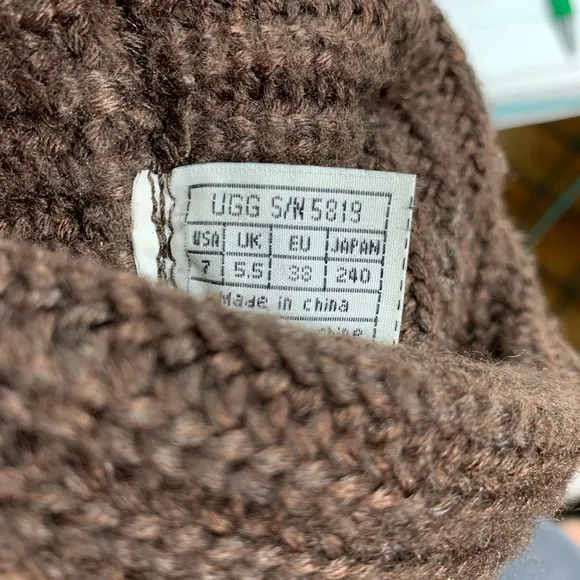 UGG S/N 5819
USA UK EU JAPAN
7 5.5 38 240
Made in china